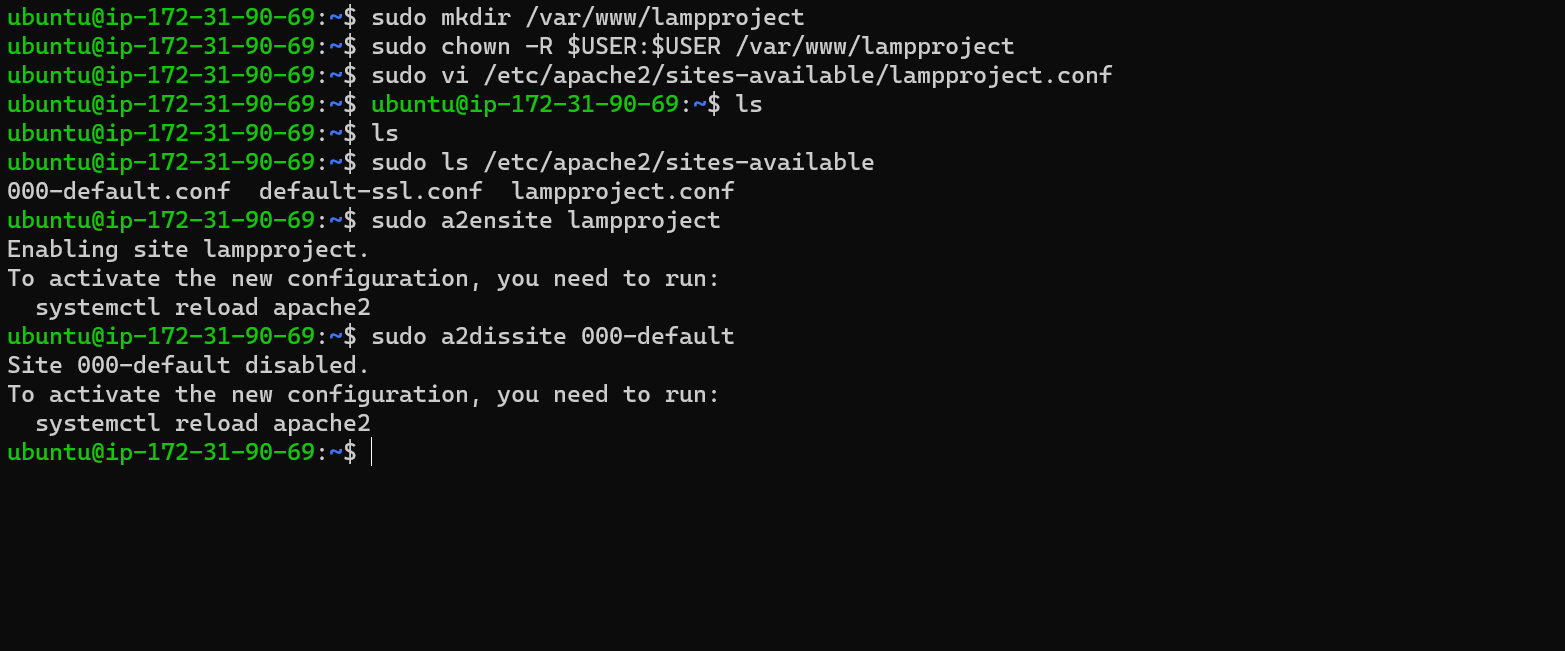 ubuntu@ip-172-31-90-69:~$ sudo mkdir /var/www/lampproject
ubuntu@ip-172-31-90-69:~$ sudo chown -R $USER:$USER /var/www/lampproject
ubuntu@ip-172-31-90-69:~$ sudo vi /etc/apache2/sites-available/lampproject.conf
ubuntu@ip-172-31-90-69:~$ ubuntu@ip-172-31-90-69:~$ ls
ubuntu@ip-172-31-90-69:~$ ls
ubuntu@ip-172-31-90-69:~$ sudo ls /etc/apache2/sites-available
000-default.conf  default-ssl.conf  lampproject.conf
ubuntu@ip-172-31-90-69:~$ sudo a2ensite lampproject
Enabling site lampproject.
To activate the new configuration, you need to run:
  systemctl reload apache2
ubuntu@ip-172-31-90-69:~$ sudo a2dissite 000-default
Site 000-default disabled.
To activate the new configuration, you need to run:
  systemctl reload apache2
ubuntu@ip-172-31-90-69:~$